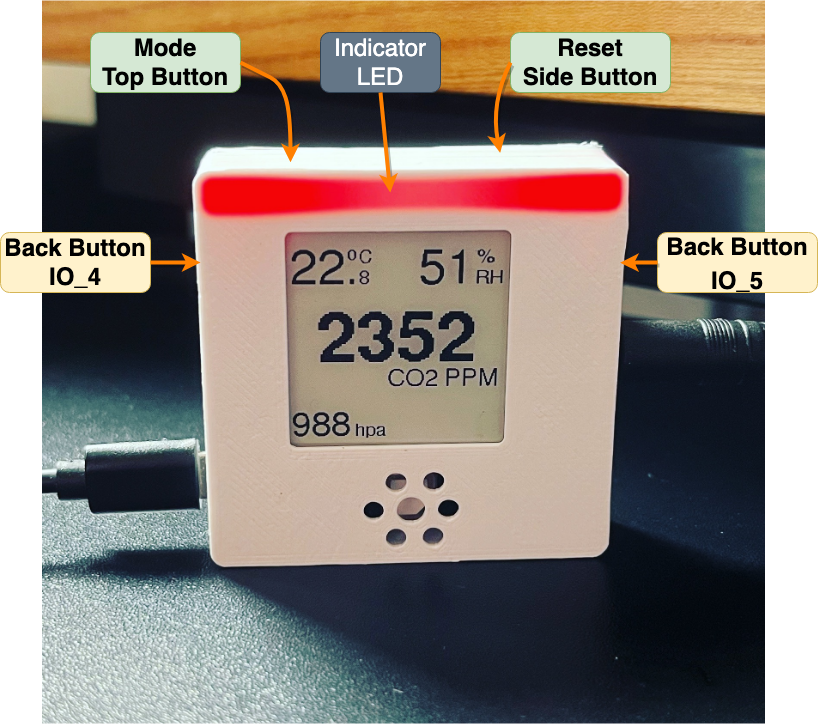 Mode
Top Button
Indicator
LED
Reset
Side Button
Back Button
IO_4
Back Button
IO_5
22.8 ºC
51 % RH
2352
CO2 PPM
988 hpa